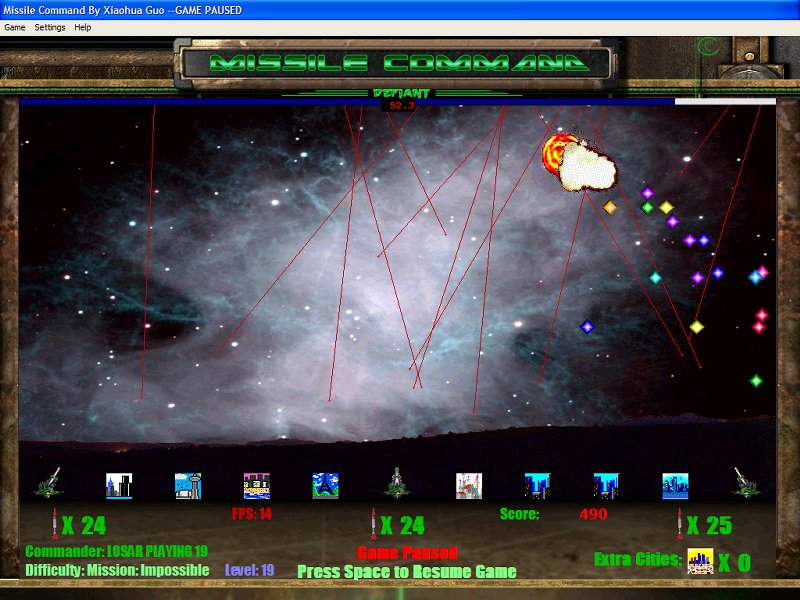 Missile Command By Xiaohua Guo --GAME PAUSED
Game Settings Help
MISSILE COMMAND
DEFIANT
52.3
FPS: 14 Score: 490
X 24 X 24 X 25
Commander: LOSAR PLAYING 19 Game Paused Extra Cities: X 0
Difficulty: Mission: Impossible Level: 19 Press Space to Resume Game